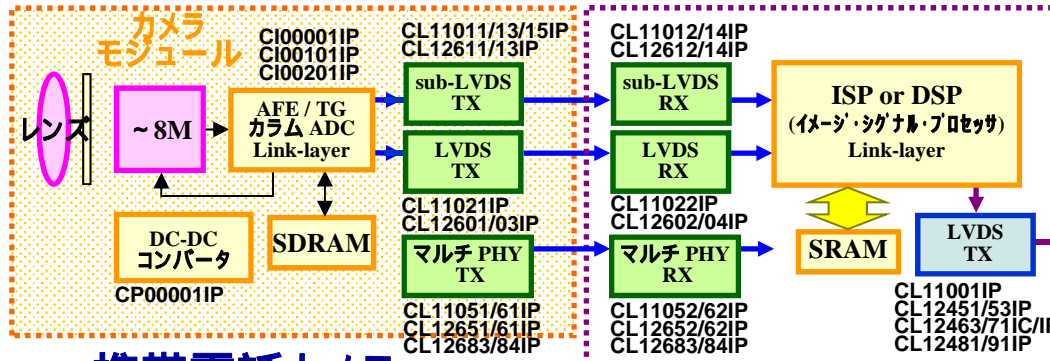 カメラ
モジュール
レンズ
~8M
CI00001IP
CI00101IP
CI00201IP
AFE / TG
カラム ADC
Link-layer
DC-DC
コンバータ
CP00001IP
SDRAM
CL11011/13/15IP
CL12611/13IP
sub-LVDS
TX
LVDS
TX
CL11021IP
CL12601/03IP
マルチ PHY
TX
CL11051/61IP
CL12651/61IP
CL12683/84IP
CL11012/14IP
CL12612/14IP
sub-LVDS
RX
LVDS
RX
CL11022IP
CL12602/04IP
マルチ PHY
RX
CL11052/62IP
CL12652/62IP
CL12683/84IP
ISP or DSP
(イメージ・シグナル・プロセッサ)
Link-layer
SRAM
LVDS
TX
CL11001IP
CL12451/53IP
CL12463/71IC/IP
CL12481/91IP